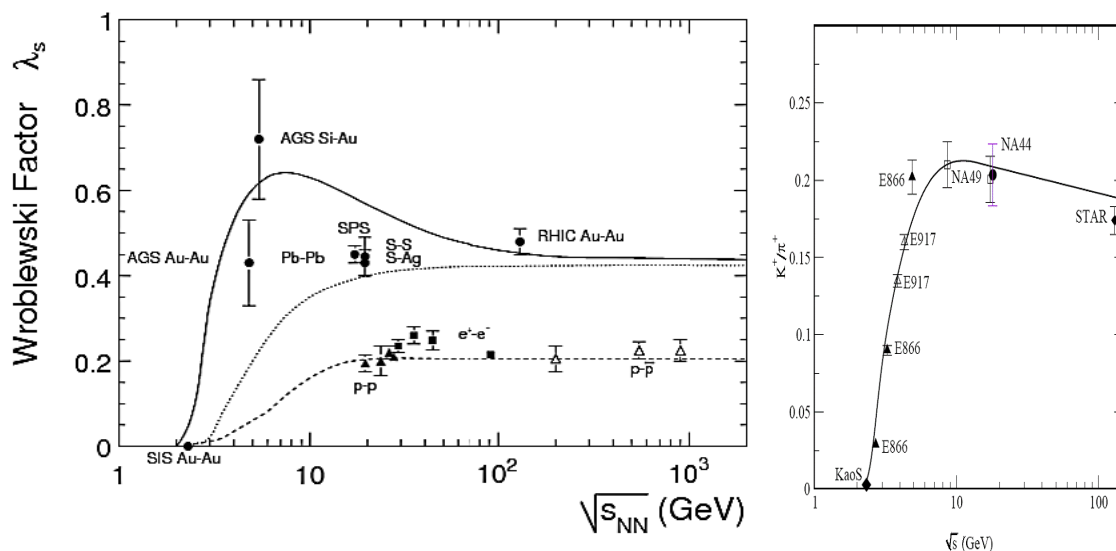 Wroblewski Factor λs
1
0.8
0.6
0.4
0.2
0
AGS Si-Au
AGS Au-Au
Pb-Pb
SPS
S-S
S-Ag
RHIC Au-Au
e⁺-e⁻
p-p
p-p̅
SIS Au-Au
1
10
10²
10³
√sNN (GeV)
K⁺/π⁺
0.25
0.2
0.15
0.1
0.05
0
NA44
E866
NA49
STAR
E917
E917
E866
E866
KaoS
1
10
100
√s (GeV)